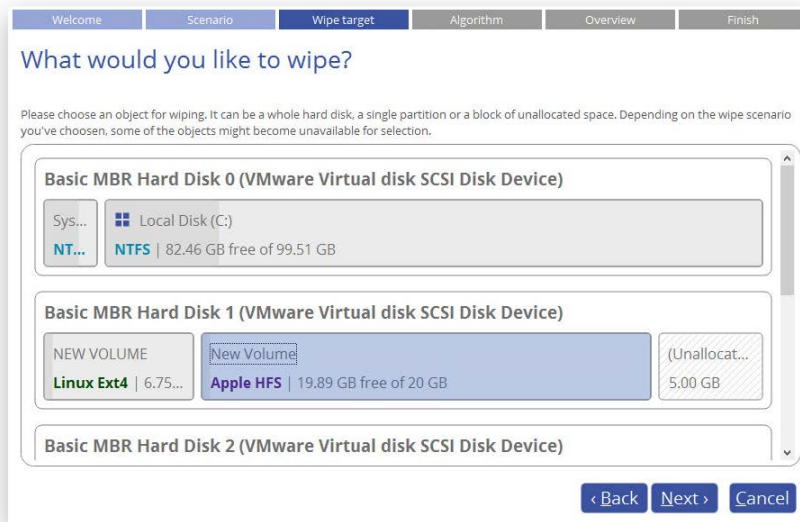 Welcome
Scenario
Wipe target
Algorithm
Overview
Finish
What would you like to wipe?
Please choose an object for wiping. It can be a whole hard disk, a single partition or a block of unallocated space. Depending on the wipe scenario
you've choosen, some of the objects might become unavailable for selection.
Basic MBR Hard Disk 0 (VMware Virtual disk SCSI Disk Device)
Sys...
NT...
Local Disk (C:)
NTFS | 82.46 GB free of 99.51 GB
Basic MBR Hard Disk 1 (VMware Virtual disk SCSI Disk Device)
NEW VOLUME
Linux Ext4 | 6.75...
New Volume
Apple HFS | 19.89 GB free of 20 GB
(Unallocat...
5.00 GB
Basic MBR Hard Disk 2 (VMware Virtual disk SCSI Disk Device)
‹ Back
Next ›
Cancel